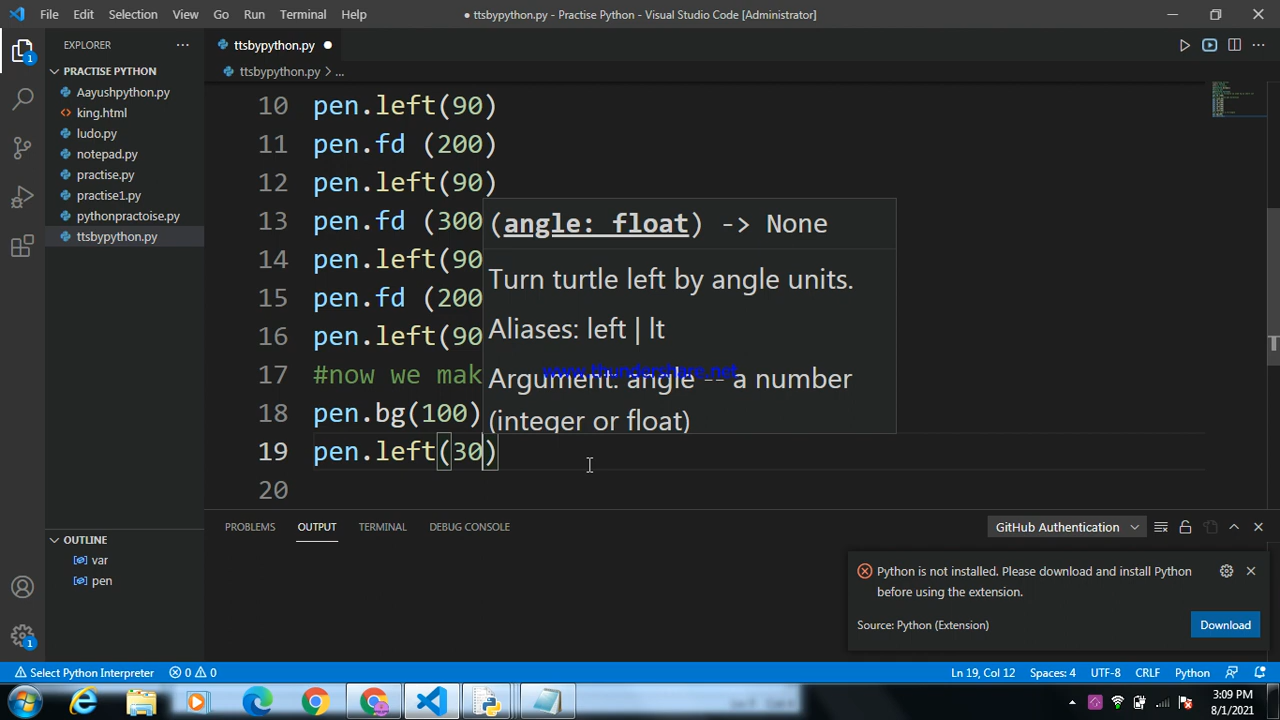 File Edit Selection View Go Run Terminal Help
● ttsbypython.py - Practise Python - Visual Studio Code [Administrator]
EXPLORER
ttsbypython.py
PRACTISE PYTHON
ttsbypython.py > ...
Aayushpython.py
king.html
ludo.py
notepad.py
practise.py
practise1.py
pythonpractoise.py
ttsbypython.py
10 pen.left(90)
11 pen.fd (200)
12 pen.left(90)
13 pen.fd (300
14 pen.left(90
15 pen.fd (200
16 pen.left(90
17 #now we mak
18 pen.bg(100)
19 pen.left(30)
20
(angle: float) -> None
Turn turtle left by angle units.
Aliases: left | lt
Argument: angle -- a number
(integer or float)
www.thundershare.net
OUTLINE
var
pen
PROBLEMS OUTPUT TERMINAL DEBUG CONSOLE
GitHub Authentication
Python is not installed. Please download and install Python
before using the extension.
Source: Python (Extension)
Download
1
1
Select Python Interpreter 0 0
Ln 19, Col 12 Spaces: 4 UTF-8 CRLF Python
3:09 PM
8/1/2021